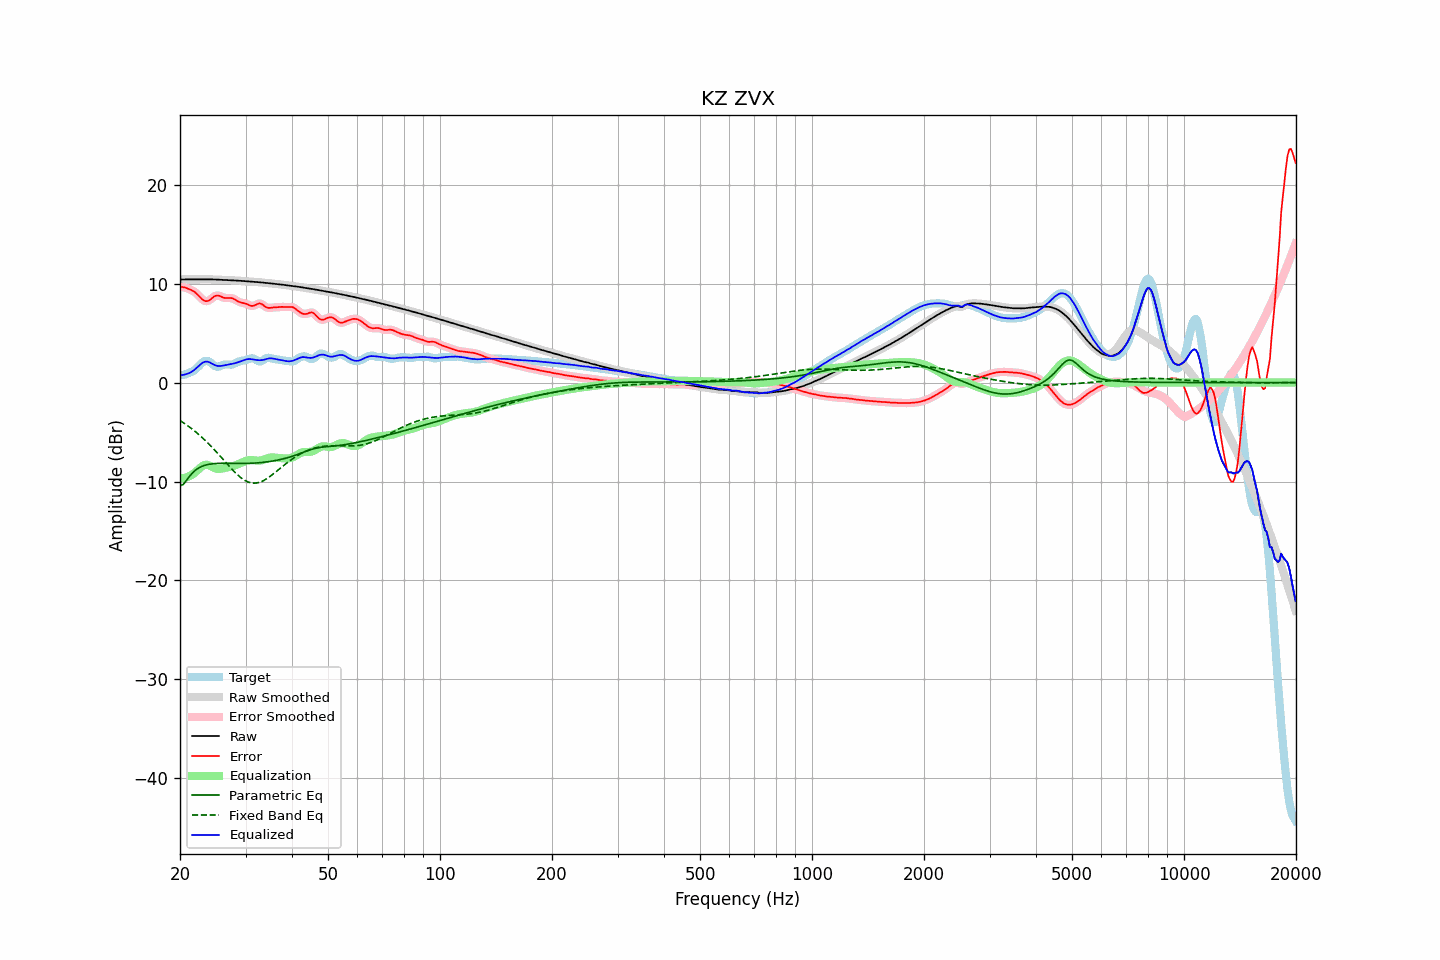 KZ ZVX
20
10
0
−10
−20
−30
−40
Amplitude (dBr)
Target
Raw Smoothed
Error Smoothed
Raw
Error
Equalization
Parametric Eq
Fixed Band Eq
Equalized
20 50 100 200 500 1000 2000 5000 10000 20000
Frequency (Hz)